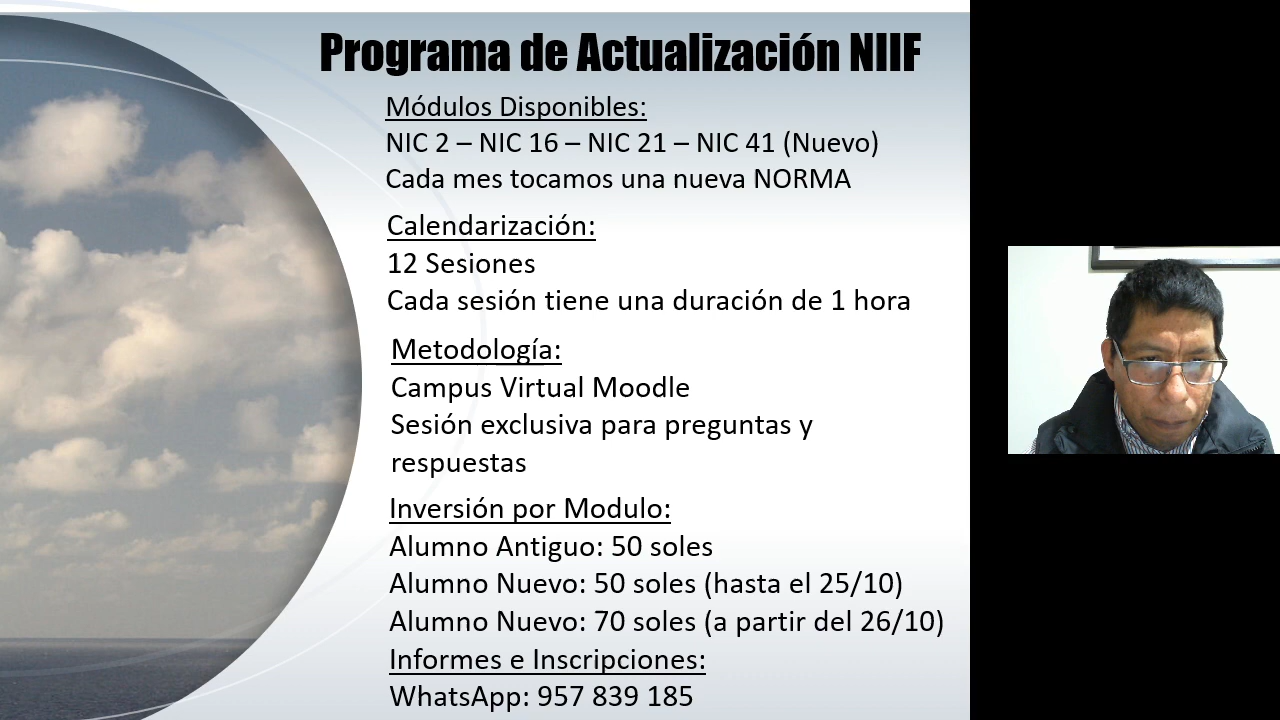 Programa de Actualización NIIF
Módulos Disponibles:
NIC 2 – NIC 16 – NIC 21 – NIC 41 (Nuevo)
Cada mes tocamos una nueva NORMA
Calendarización:
12 Sesiones
Cada sesión tiene una duración de 1 hora
Metodología:
Campus Virtual Moodle
Sesión exclusiva para preguntas y
respuestas
Inversión por Modulo:
Alumno Antiguo: 50 soles
Alumno Nuevo: 50 soles (hasta el 25/10)
Alumno Nuevo: 70 soles (a partir del 26/10)
Informes e Inscripciones:
WhatsApp: 957 839 185